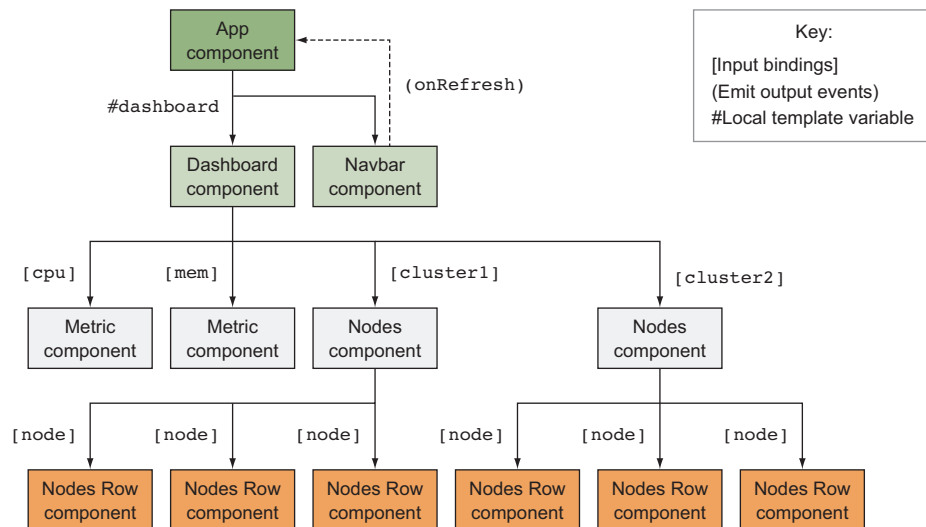 App
component
Key:
[Input bindings]
(Emit output events)
#Local template variable
(onRefresh)
#dashboard
Dashboard
component
Navbar
component
[cpu]
[mem]
[cluster1]
[cluster2]
Metric
component
Metric
component
Nodes
component
Nodes
component
[node]
[node]
[node]
[node]
[node]
[node]
Nodes Row
component
Nodes Row
component
Nodes Row
component
Nodes Row
component
Nodes Row
component
Nodes Row
component